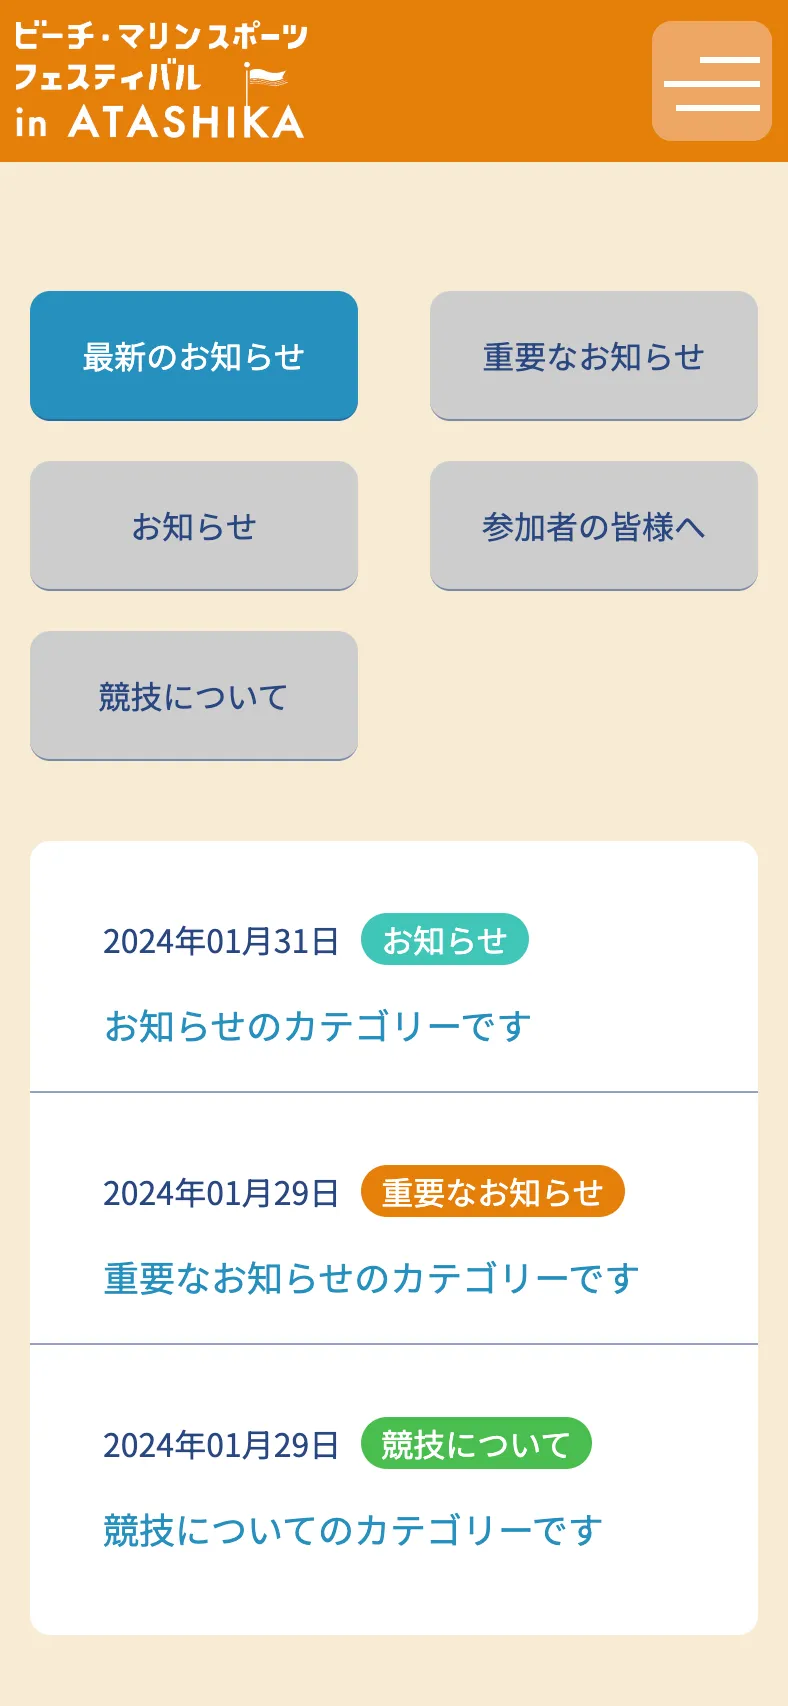 ビーチ・マリンスポーツ
フェスティバル
in ATASHIKA
最新のお知らせ
重要なお知らせ
お知らせ
参加者の皆様へ
競技について
2024年01月31日 お知らせ
お知らせのカテゴリーです
2024年01月29日 重要なお知らせ
重要なお知らせのカテゴリーです
2024年01月29日 競技について
競技についてのカテゴリーです